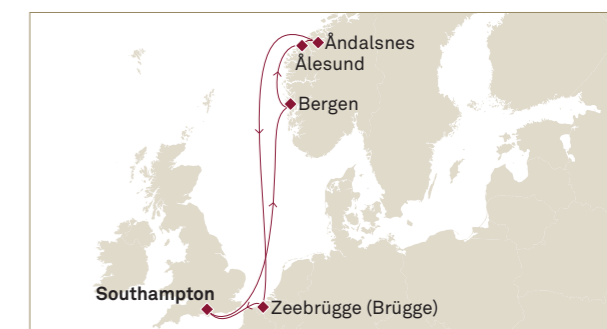 Åndalsnes
Ålesund
Bergen
Southampton
Zeebrügge (Brügge)